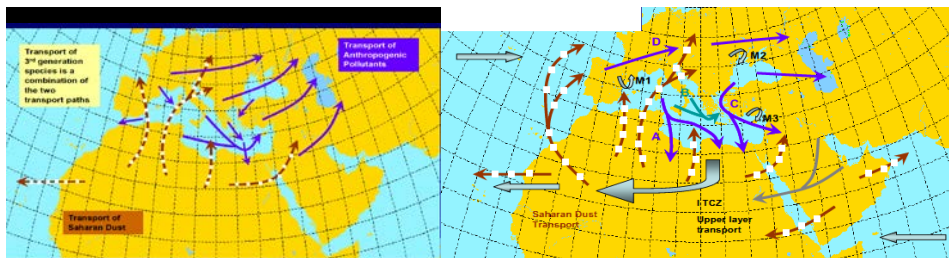 Transport of
3rd generation
species is a
combination of
the two
transport paths
Transport of
Anthropogenic
Pollutants
Transport of
Saharan Dust
D
M2
M1
B
C
A
M3
ITCZ
Saharan Dust
Transport
Upper layer
transport